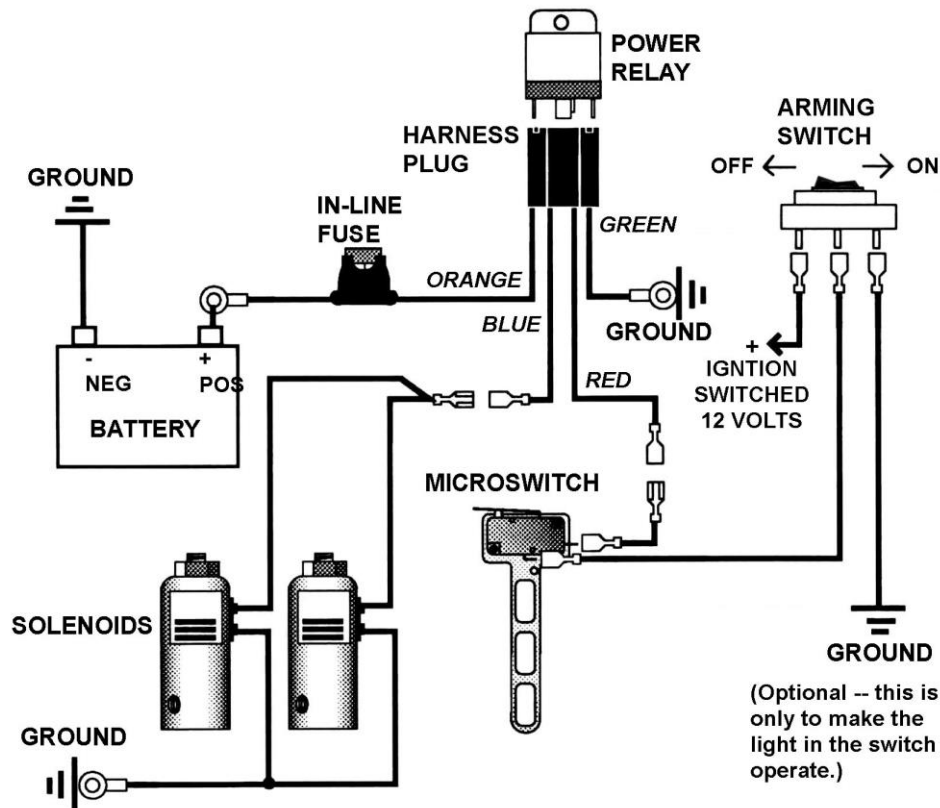 POWER
RELAY
HARNESS
PLUG
ARMING
SWITCH
OFF
ON
GROUND
IN-LINE
FUSE
GREEN
ORANGE
BLUE
GROUND
RED
+
IGNTION
SWITCHED
12 VOLTS
-
+
NEG
POS
BATTERY
MICROSWITCH
SOLENOIDS
GROUND
GROUND
(Optional -- this is
only to make the
light in the switch
operate.)